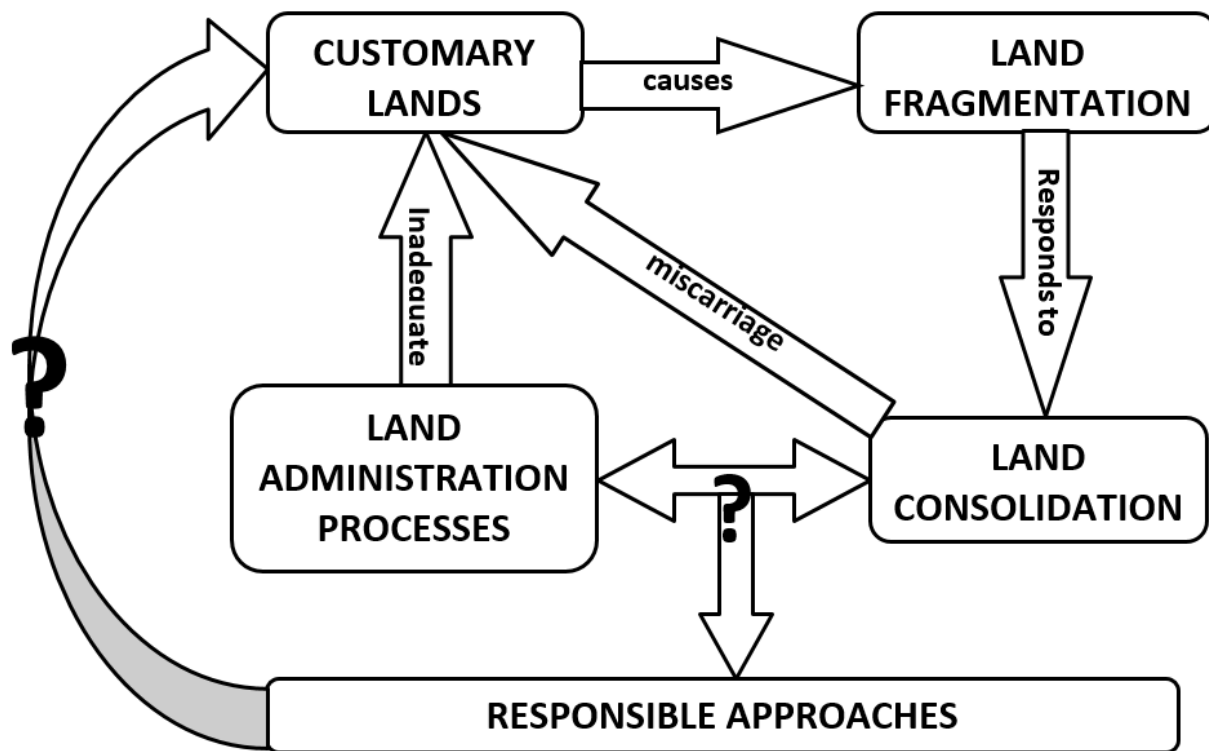 CUSTOMARY
LANDS
causes
LAND
FRAGMENTATION
Responds to
Inadequate
miscarriage
?
LAND
ADMINISTRATION
PROCESSES
?
LAND
CONSOLIDATION
RESPONSIBLE APPROACHES